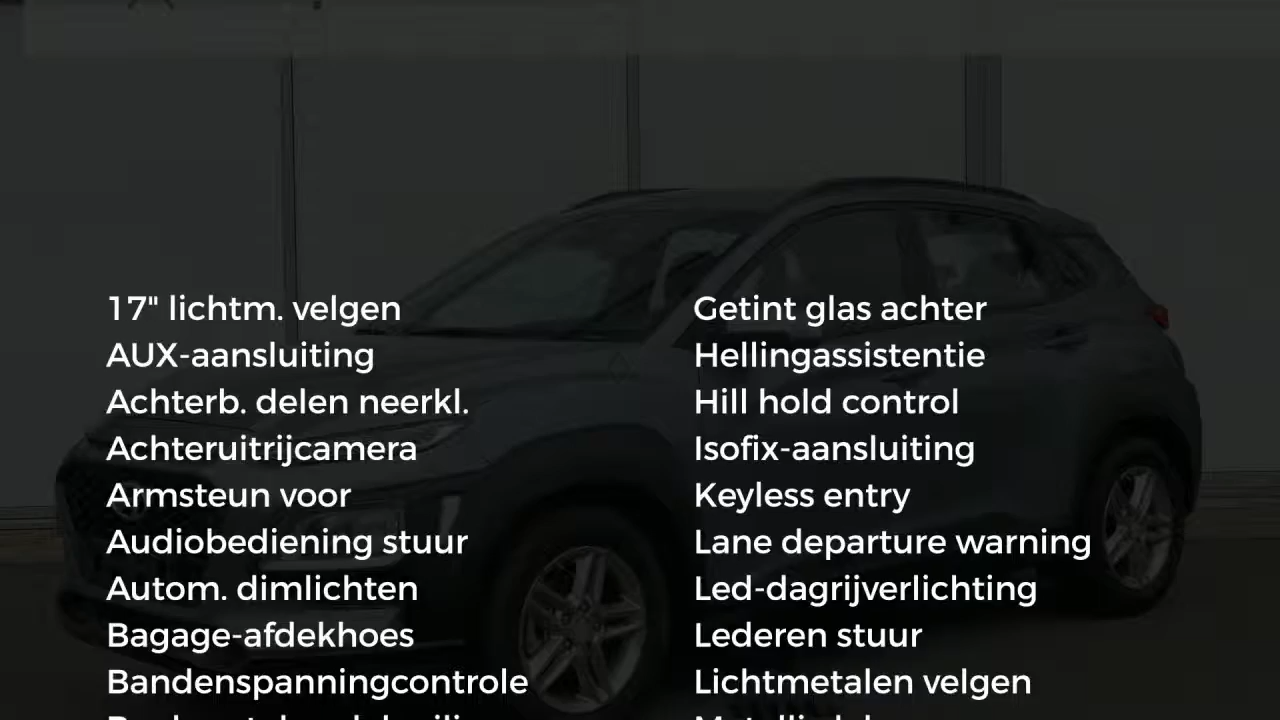 17" lichtm. velgen
AUX-aansluiting
Achterb. delen neerkl.
Achteruitrijcamera
Armsteun voor
Audiobediening stuur
Autom. dimlichten
Bagage-afdekhoes
Bandenspanningcontrole
Getint glas achter
Hellingassistentie
Hill hold control
Isofix-aansluiting
Keyless entry
Lane departure warning
Led-dagrijverlichting
Lederen stuur
Lichtmetalen velgen